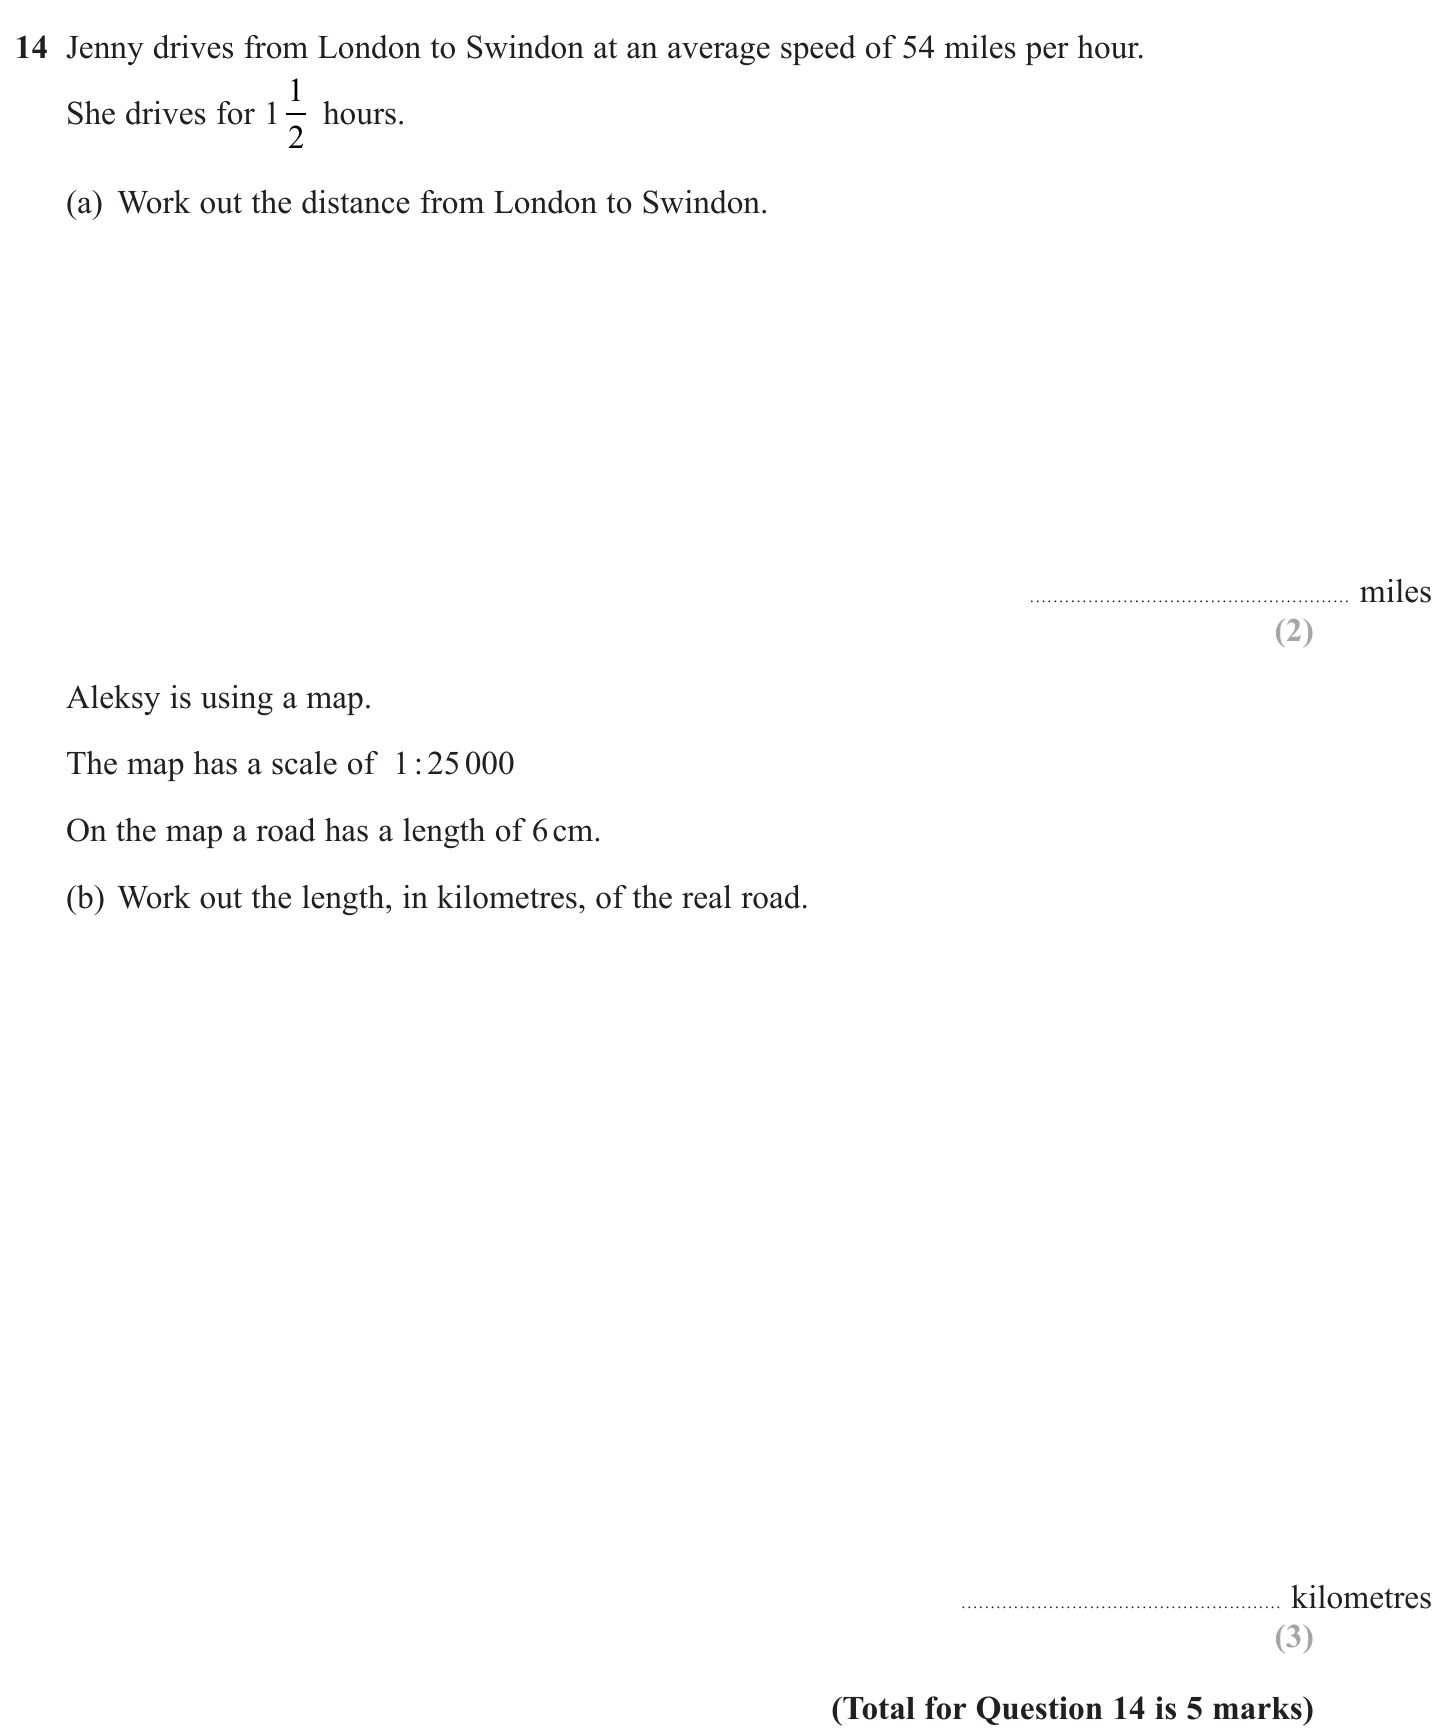 14 Jenny drives from London to Swindon at an average speed of 54 miles per hour.
She drives for 1 1/2 hours.
(a) Work out the distance from London to Swindon.
........................................................ miles
(2)
Aleksy is using a map.
The map has a scale of 1 : 25 000
On the map a road has a length of 6 cm.
(b) Work out the length, in kilometres, of the real road.
........................................................ kilometres
(3)
(Total for Question 14 is 5 marks)